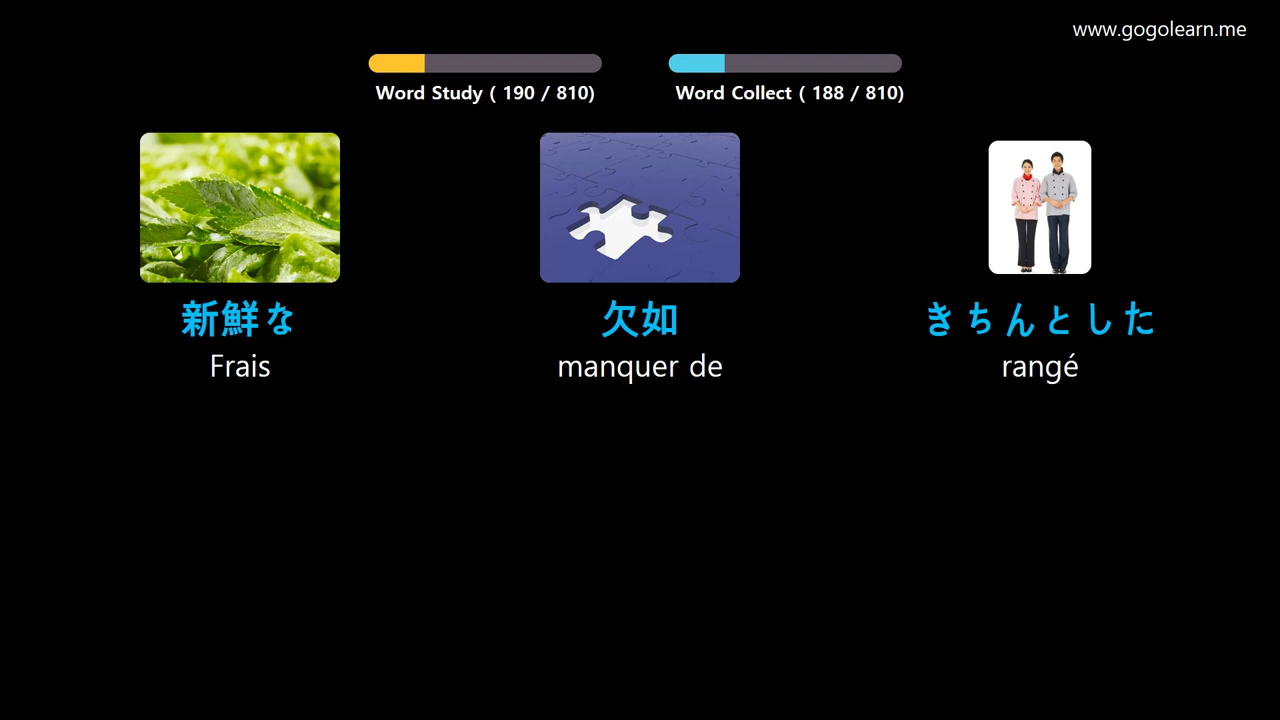 www.gogolearn.me
Word Study ( 190 / 810)
Word Collect ( 188 / 810)
新鮮な
Frais
欠如
manquer de
きちんとした
rangé